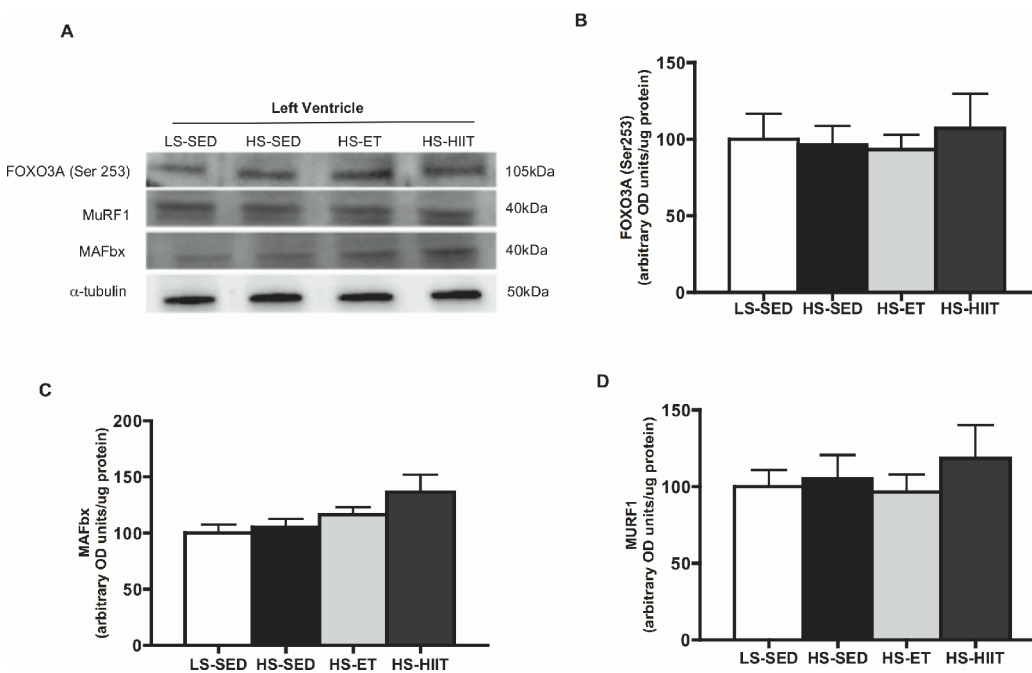 A
Left Ventricle
LS-SED HS-SED HS-ET HS-HIIT
FOXO3A (Ser 253) 105kDa
MuRF1 40kDa
MAFbx 40kDa
α-tubulin 50kDa
B
FOXO3A (Ser253)
(arbitrary OD units/ug protein)
150
100
50
0
LS-SED HS-SED HS-ET HS-HIIT
C
MAFbx
(arbitrary OD units/ug protein)
200
150
100
50
0
LS-SED HS-SED HS-ET HS-HIIT
D
MURF1
(arbitrary OD units/ug protein)
150
100
50
0
LS-SED HS-SED HS-ET HS-HIIT